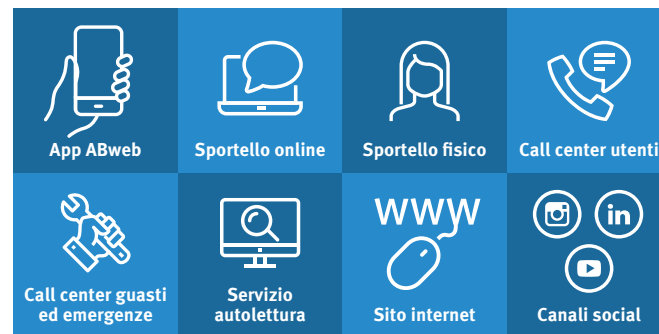 App ABweb
Sportello online
Sportello fisico
Call center utenti
Call center guasti
ed emergenze
Servizio
autolettura
WWW
Sito internet
in
Canali social